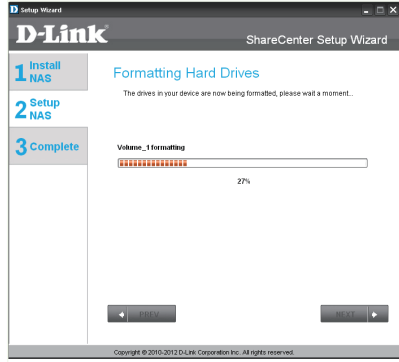 Setup Wizard
D-Link
ShareCenter Setup Wizard
1 Install NAS
2 Setup NAS
3 Complete
Formatting Hard Drives
The drives in your device are now being formatted, please wait a moment...
Volume_1 formatting
27%
PREV
NEXT
Copyright © 2010-2012 D-Link Corporation Inc. All rights reserved.